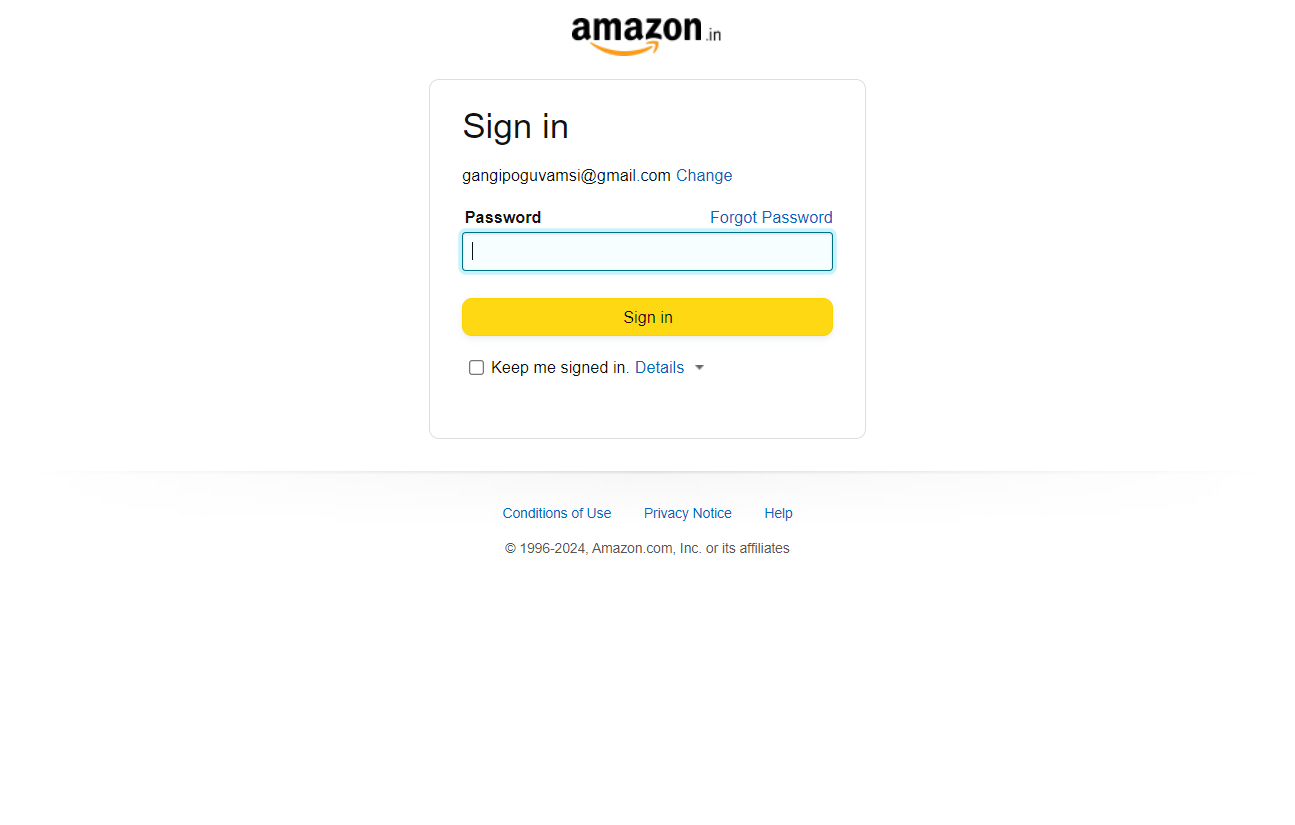 amazon.in
Sign in
gangipoguvamsi@gmail.com Change
Password Forgot Password
Sign in
Keep me signed in. Details
Conditions of Use Privacy Notice Help
© 1996-2024, Amazon.com, Inc. or its affiliates